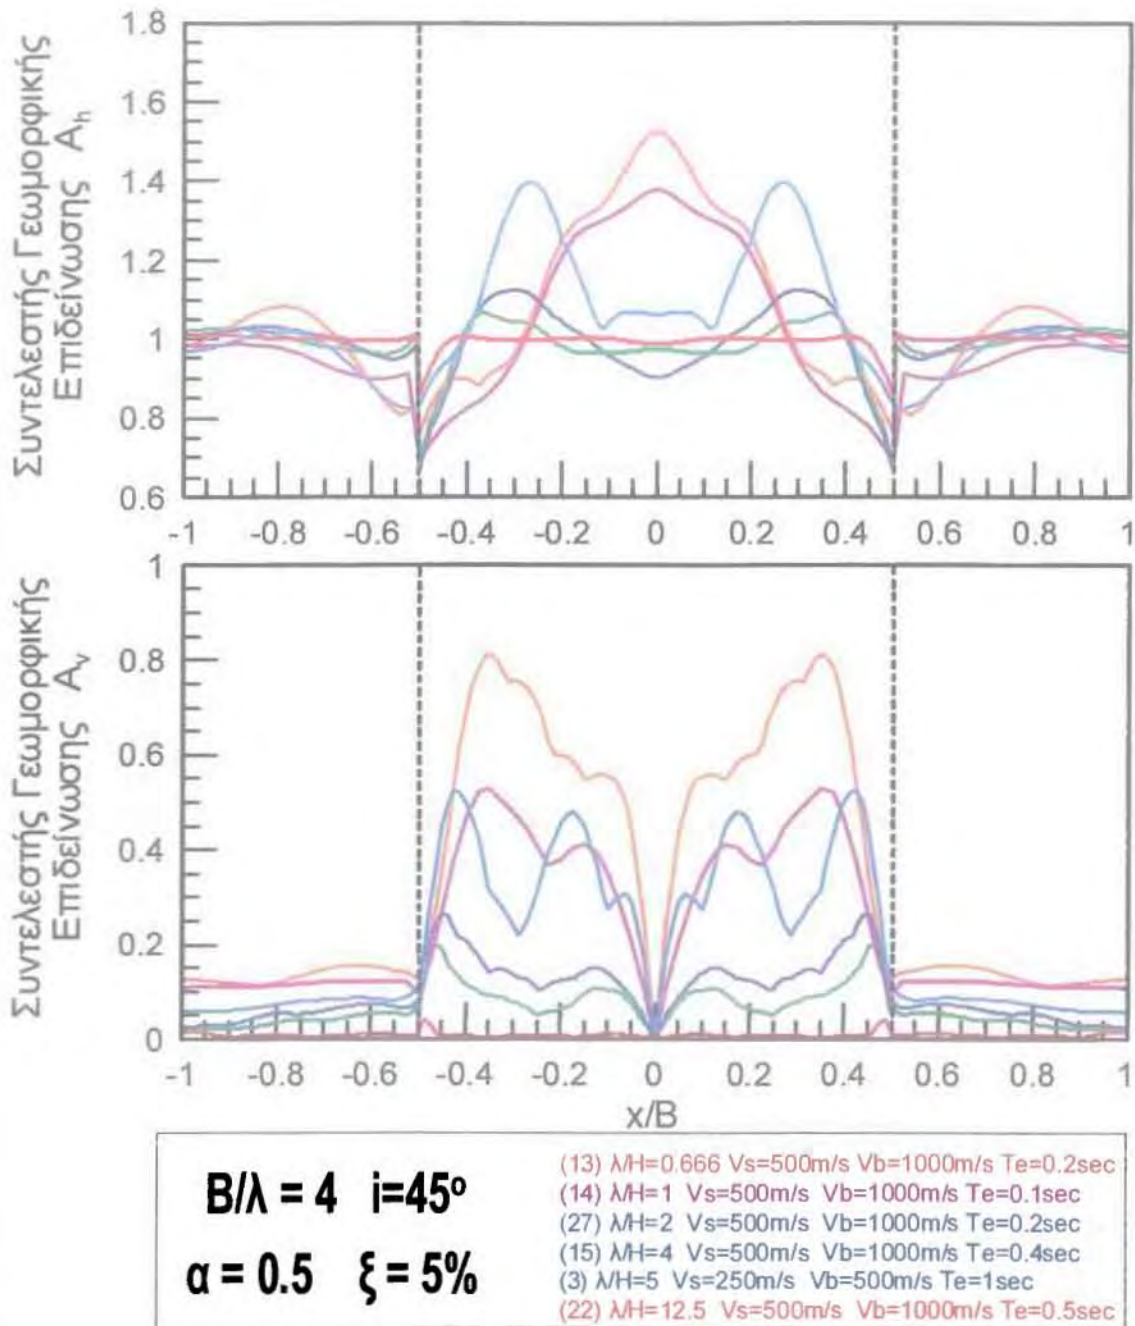 Συντελεστής Γεωμορφικής
Επιδείνωσης A_h
1.8
1.6
1.4
1.2
1
0.8
0.6
-1 -0.8 -0.6 -0.4 -0.2 0 0.2 0.4 0.6 0.8 1
Συντελεστής Γεωμορφικής
Επιδείνωσης A_v
1
0.8
0.6
0.4
0.2
0
-1 -0.8 -0.6 -0.4 -0.2 0 0.2 0.4 0.6 0.8 1
x/B
B/λ = 4 i=45º
α = 0.5 ξ = 5%
(13) λ/H=0.666 Vs=500m/s Vb=1000m/s Te=0.2sec
(14) λ/H=1 Vs=500m/s Vb=1000m/s Te=0.1sec
(27) λ/H=2 Vs=500m/s Vb=1000m/s Te=0.2sec
(15) λ/H=4 Vs=500m/s Vb=1000m/s Te=0.4sec
(3) λ/H=5 Vs=250m/s Vb=500m/s Te=1sec
(22) λ/H=12.5 Vs=500m/s Vb=1000m/s Te=0.5sec